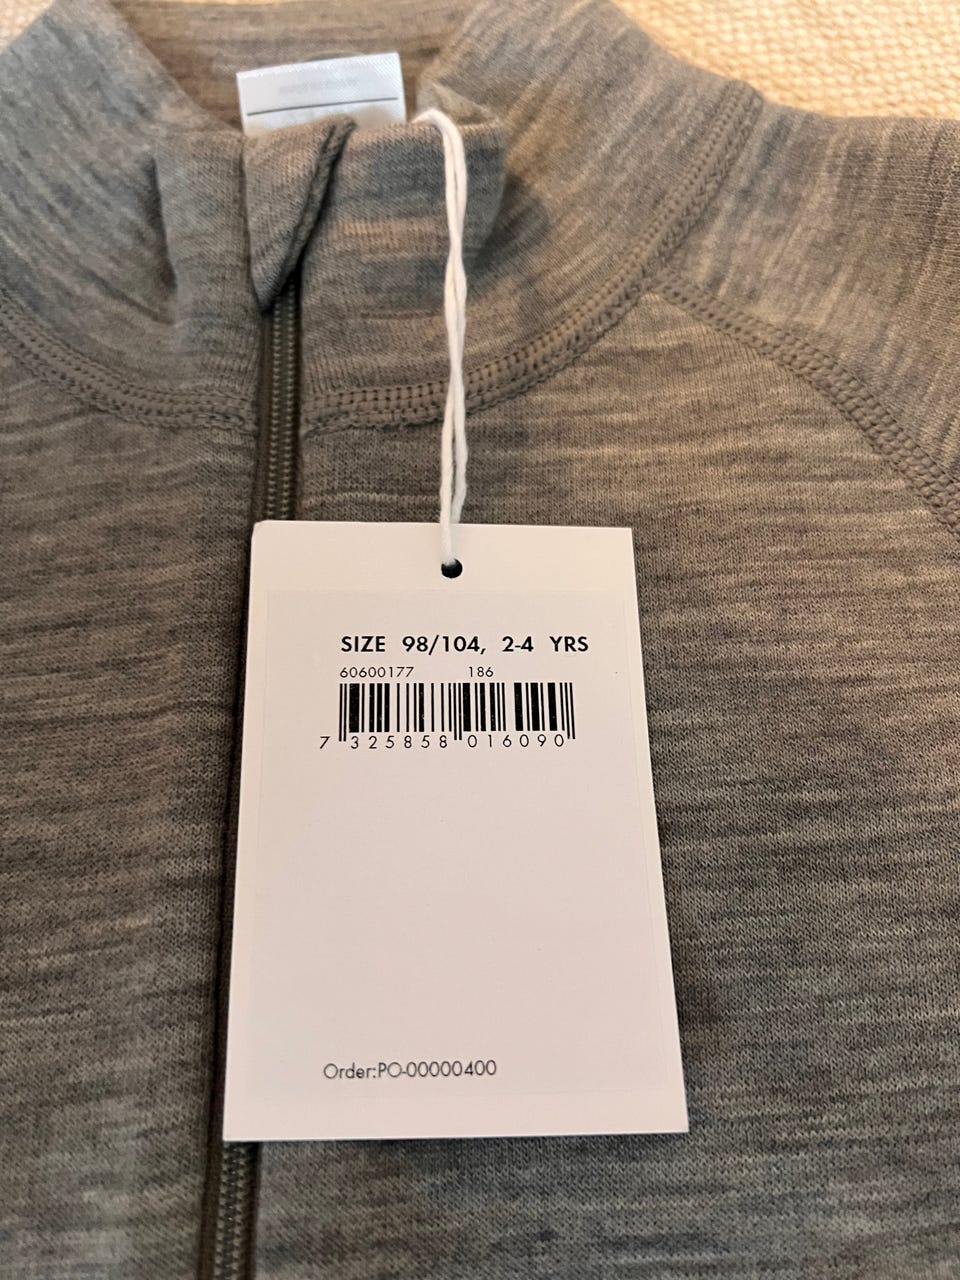 SIZE 98/104, 2-4 YRS
60600177 186
7 325858 016090
Order:PO-00000400